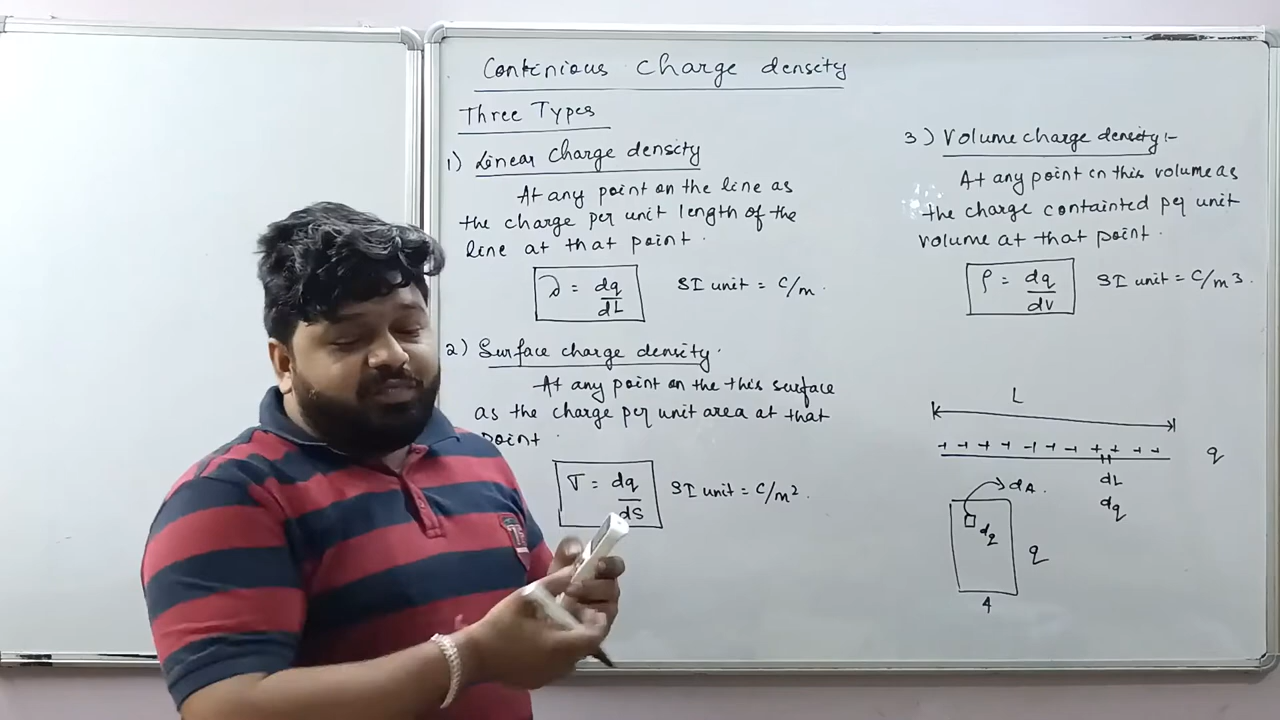 Continious charge density
Three Types
1) Linear charge density
At any point on the line as
the charge per unit length of the
line at that point.
λ = dq/dL SI unit = C/m.
2) Surface charge density.
At any point on the this surface
as the charge per unit area at that
point.
σ = dq/dS SI unit = C/m².
3) Volume charge density:-
At any point on this volume as
the charge containted per unit
volume at that point.
ρ = dq/dV SI unit = C/m3.
L
+ + + + + + + + + + + q
dL
dq
dA.
dq q
A